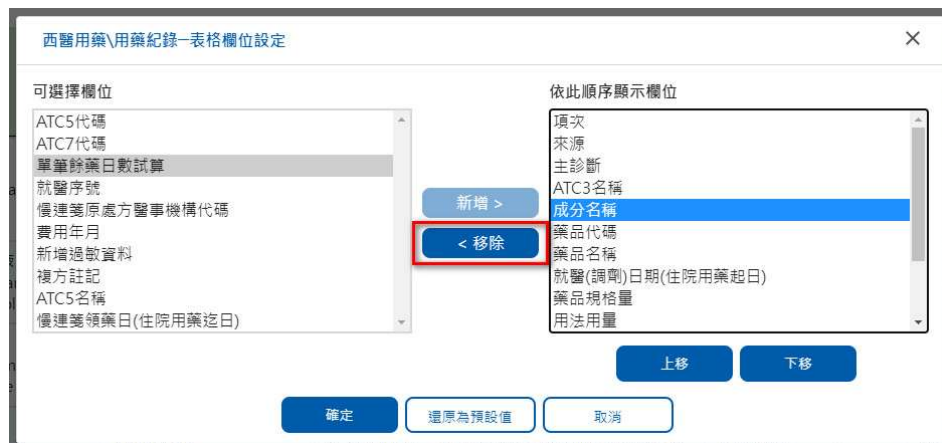 西醫用藥\用藥紀錄─表格欄位設定
可選擇欄位
ATC5代碼
ATC7代碼
單筆餘藥日數試算
就醫序號
慢連箋原處方醫事機構代碼
費用年月
新增過敏資料
複方註記
ATC5名稱
慢連箋領藥日(住院用藥迄日)
新增 >
< 移除
依此順序顯示欄位
項次
來源
主診斷
ATC3名稱
成分名稱
藥品代碼
藥品名稱
就醫(調劑)日期(住院用藥起日)
藥品規格量
用法用量
上移
下移
確定
還原為預設值
取消